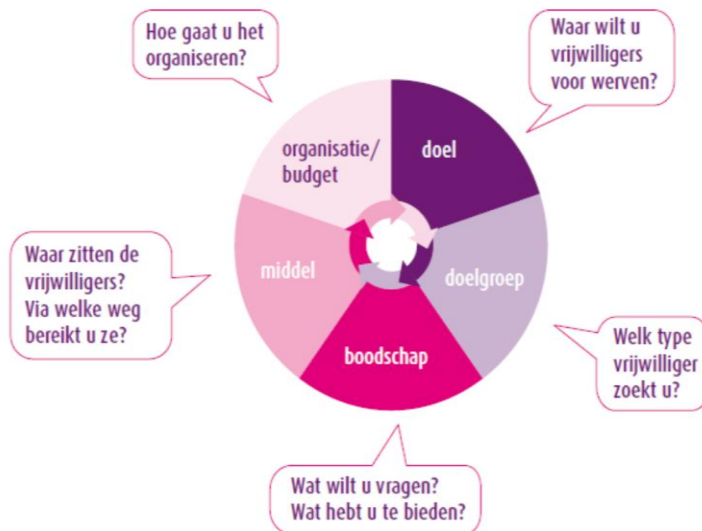 Hoe gaat u het
organiseren?
Waar wilt u
vrijwilligers
voor werven?
organisatie/
budget
doel
Waar zitten de
vrijwilligers?
Via welke weg
bereikt u ze?
middel
doelgroep
boodschap
Welk type
vrijwilliger
zoekt u?
Wat wilt u vragen?
Wat hebt u te bieden?